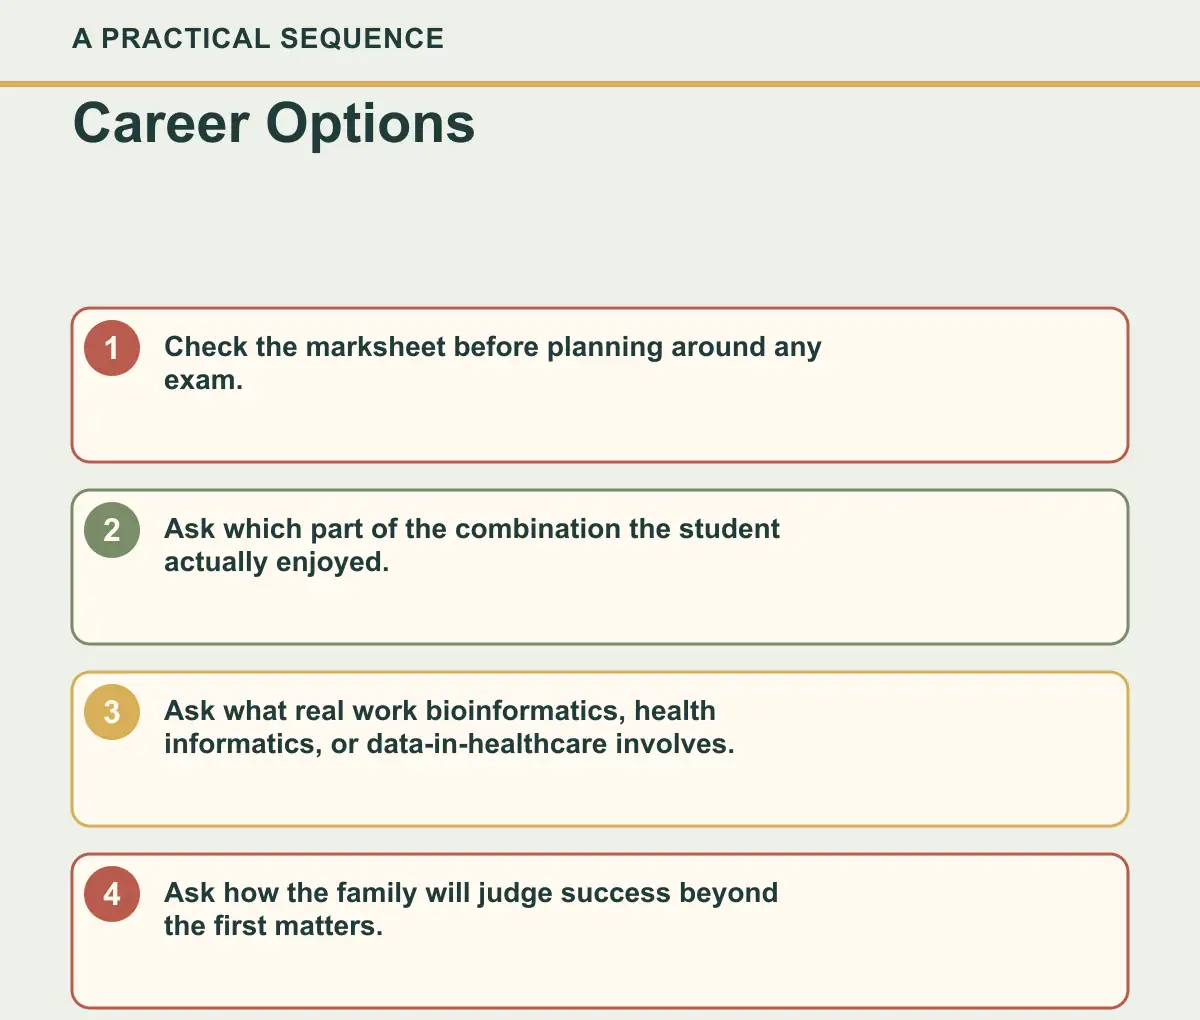 A PRACTICAL SEQUENCE
Career Options
1
Check the marksheet before planning around any
exam.
2
Ask which part of the combination the student
actually enjoyed.
3
Ask what real work bioinformatics, health
informatics, or data-in-healthcare involves.
4
Ask how the family will judge success beyond
the first matters.